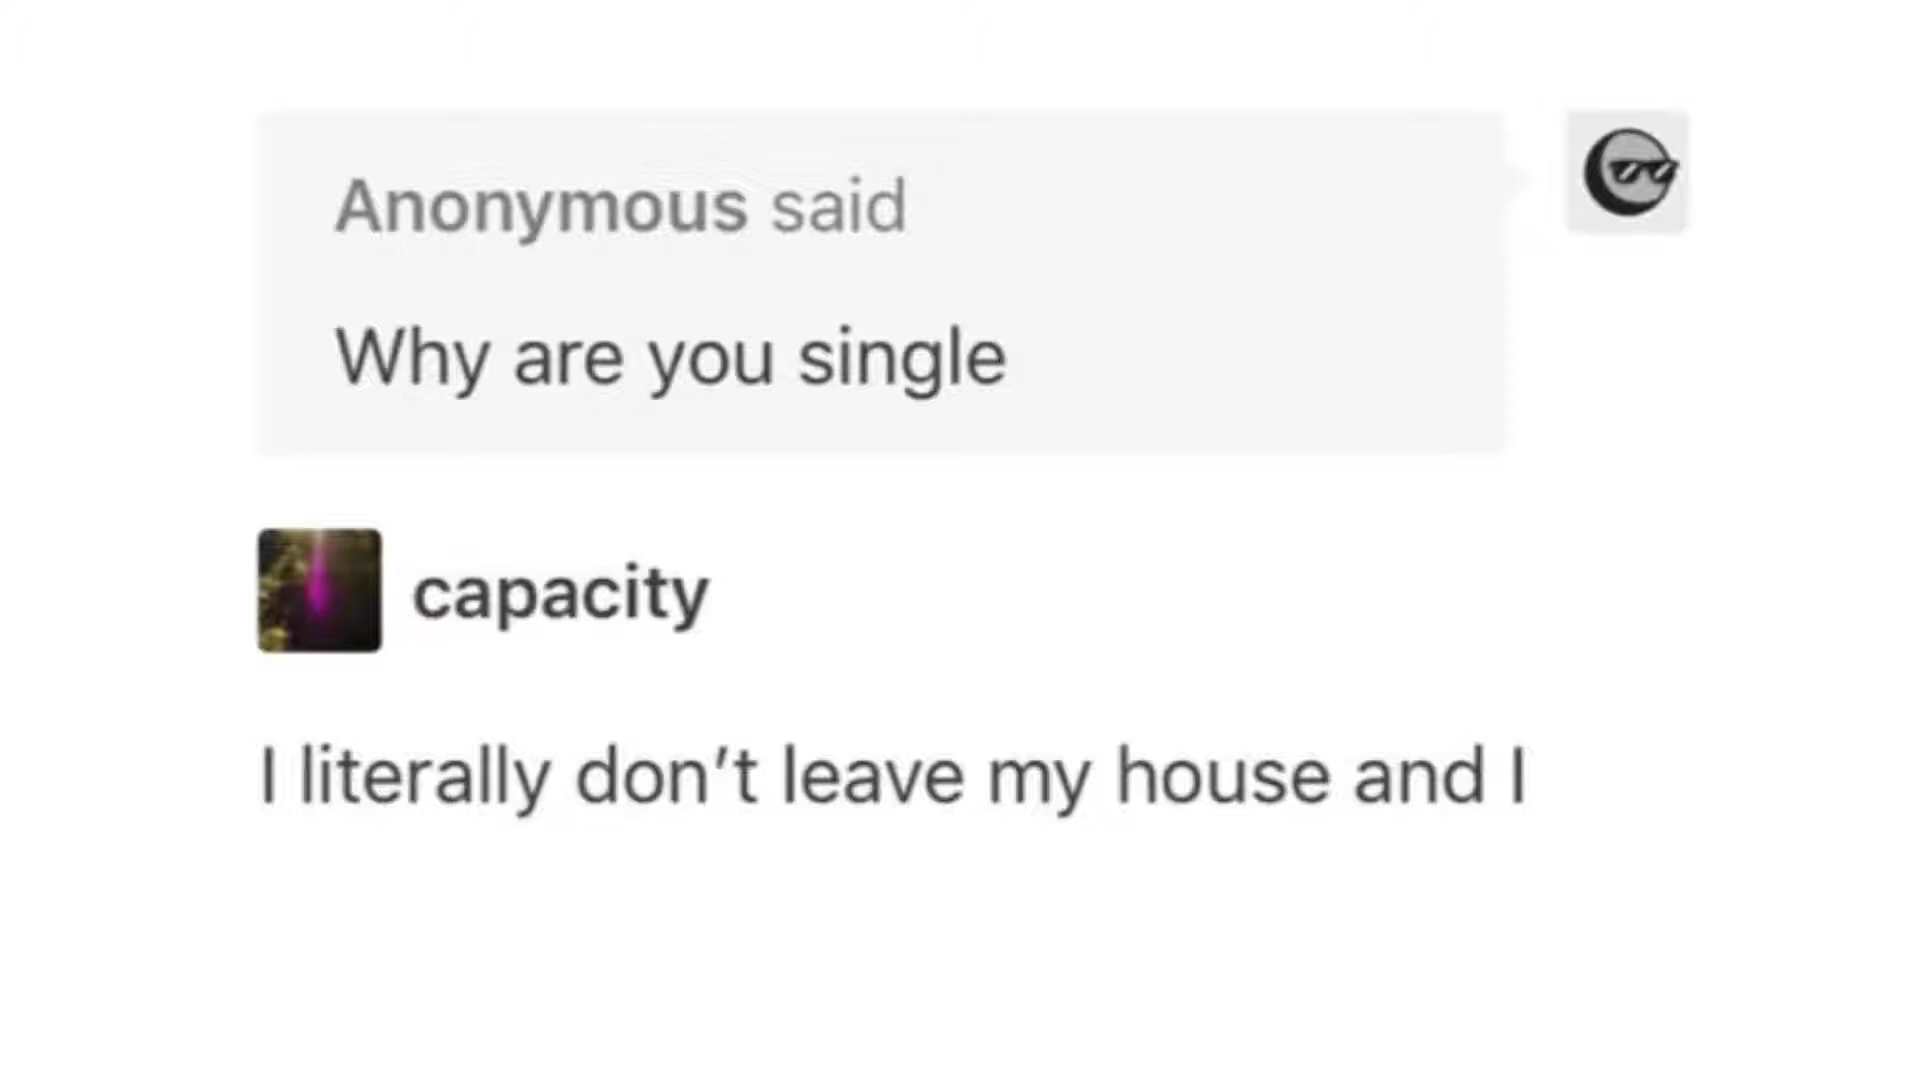 Anonymous said
Why are you single
capacity
I literally don’t leave my house and I